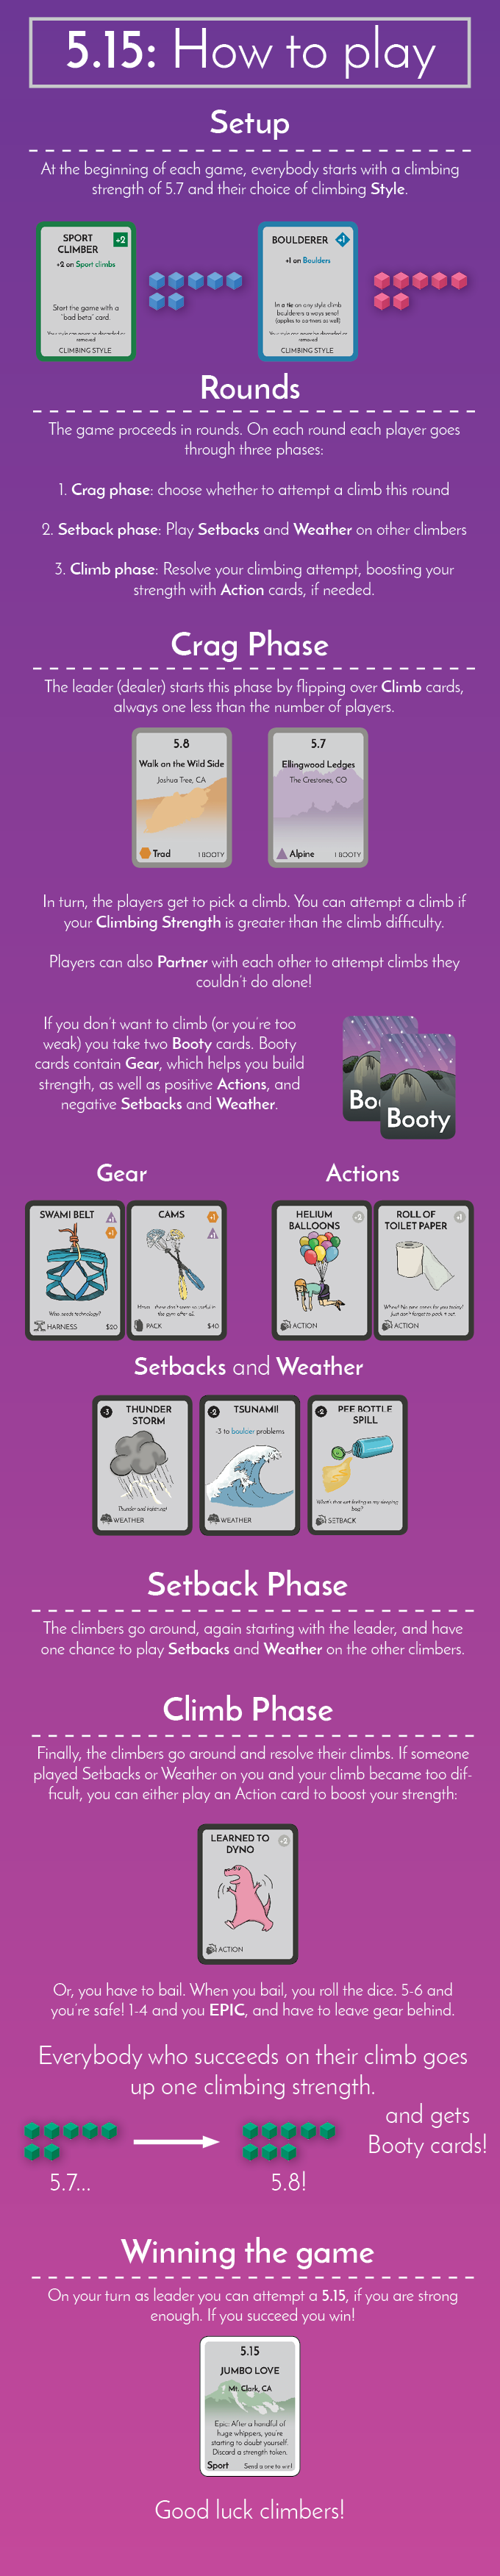 5.15: How to play
Setup
At the beginning of each game, everybody starts with a climbing
strength of 5.7 and their choice of climbing Style.
SPORT
CLIMBER
+2
+2 on Sport climbs
Start the game with a
"bad beta" card.
CLIMBING STYLE
BOULDERER
+1
+1 on Boulders
In a tie on any style climb
boulderers always send!
(applies to partners as well)
CLIMBING STYLE
Rounds
The game proceeds in rounds. On each round each player goes
through three phases:
1. Crag phase: choose whether to attempt a climb this round
2. Setback phase: Play Setbacks and Weather on other climbers
3. Climb phase: Resolve your climbing attempt, boosting your
strength with Action cards, if needed.
Crag Phase
The leader (dealer) starts this phase by flipping over Climb cards,
always one less than the number of players.
5.8
Walk on the Wild Side
Joshua Tree, CA
Trad
1 BOOTY
5.7
Ellingwood Ledges
The Crestones, CO
Alpine
1 BOOTY
In turn, the players get to pick a climb. You can attempt a climb if
your Climbing Strength is greater than the climb difficulty.
Players can also Partner with each other to attempt climbs they
couldn't do alone!
If you don't want to climb (or you're too
weak) you take two Booty cards. Booty
cards contain Gear, which helps you build
strength, as well as positive Actions, and
negative Setbacks and Weather.
Boo
Booty
Gear
SWAMI BELT
+1
+1
Who needs technology?
HARNESS
$20
CAMS
+1
+1
PACK
$40
Actions
HELIUM
BALLOONS
+2
ACTION
ROLL OF
TOILET PAPER
+1
ACTION
Setbacks and Weather
-3
THUNDER
STORM
Thunder and lightning!
WEATHER
-2
TSUNAMI!
-3 to boulder problems
WEATHER
-2
PEE BOTTLE
SPILL
What's that wet feeling in my sleeping
bag?
SETBACK
Setback Phase
The climbers go around, again starting with the leader, and have
one chance to play Setbacks and Weather on the other climbers.
Climb Phase
Finally, the climbers go around and resolve their climbs. If someone
played Setbacks or Weather on you and your climb became too dif-
ficult, you can either play an Action card to boost your strength:
LEARNED TO
DYNO
+2
ACTION
Or, you have to bail. When you bail, you roll the dice. 5-6 and
you're safe! 1-4 and you EPIC, and have to leave gear behind.
Everybody who succeeds on their climb goes
up one climbing strength.
and gets
Booty cards!
5.7...
5.8!
Winning the game
On your turn as leader you can attempt a 5.15, if you are strong
enough. If you succeed you win!
5.15
JUMBO LOVE
Mt. Clark, CA
Epic: After a handful of
huge whippers, you're
starting to doubt yourself.
Discard a strength token.
Sport
Send a one to win!
Good luck climbers!